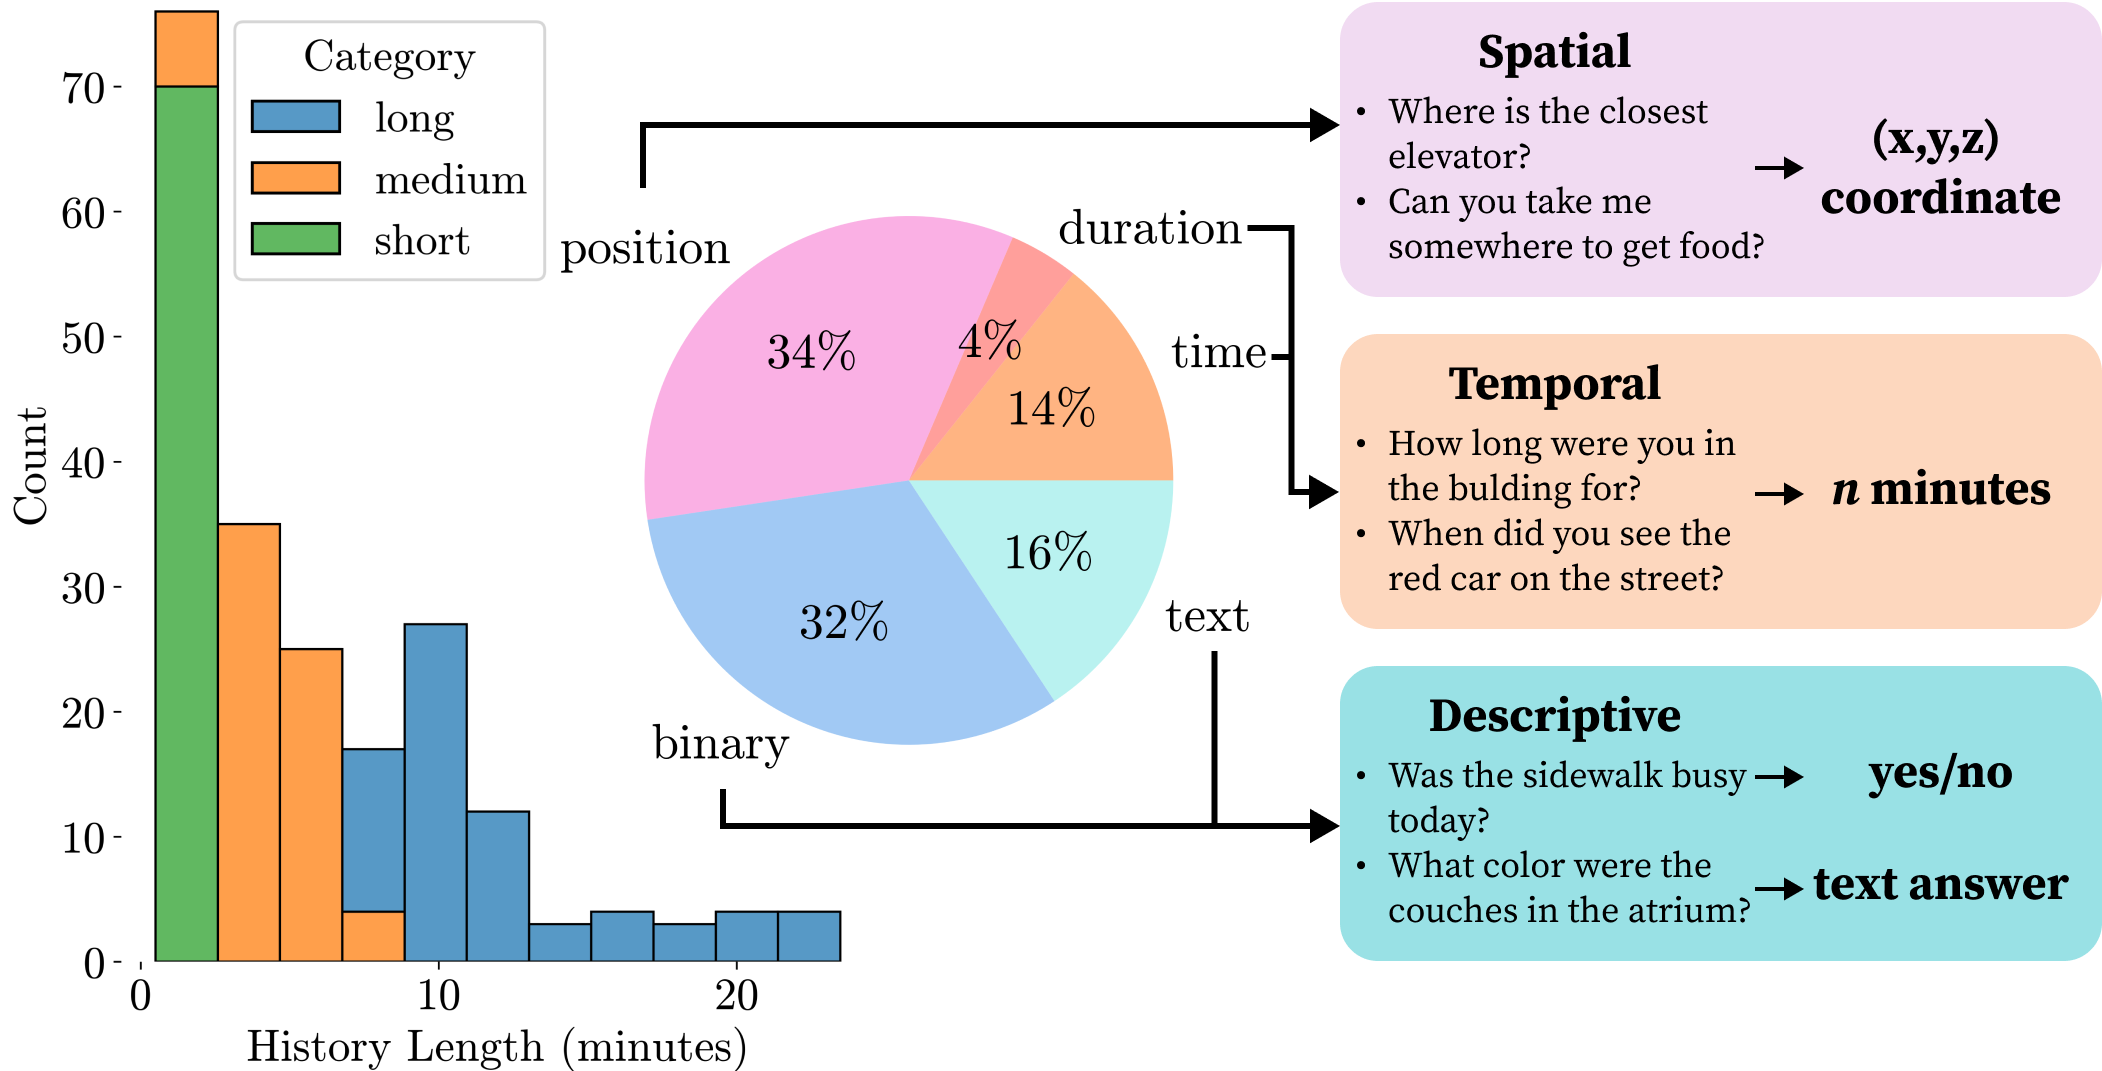 Category
long
medium
short
70
60
50
40
30
20
10
0
Count
0
10
20
History Length (minutes)
position
duration
time
text
binary
34%
4%
14%
16%
32%
Spatial
• Where is the closest
elevator?
• Can you take me
somewhere to get food?
(x,y,z)
coordinate
Temporal
• How long were you in
the bulding for?
• When did you see the
red car on the street?
n minutes
Descriptive
• Was the sidewalk busy
today?
yes/no
• What color were the
couches in the atrium?
text answer